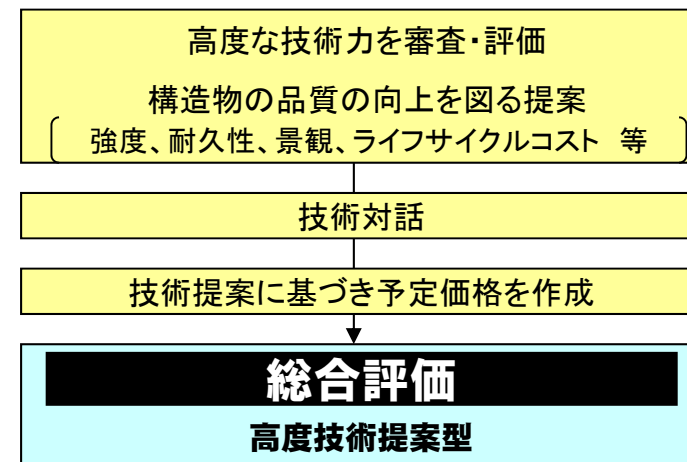 高度な技術力を審査・評価
構造物の品質の向上を図る提案
〔 強度、耐久性、景観、ライフサイクルコスト 等 〕
技術対話
技術提案に基づき予定価格を作成
総合評価
高度技術提案型